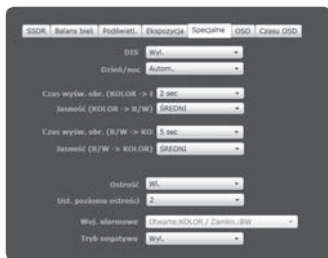 SSDR Balans bieli Podświetl. Ekspozycja Specjalne OSD Czasu OSD
DIS Wył.
Dzień/noc Autom.
Czas wyśw. obr. (KOLOR -> B 2 sec
Jasność (KOLOR -> B/W) ŚREDNI
Czas wyśw. obr. (B/W -> KO 5 sec
Jasność (B/W -> KOLOR) ŚREDNI
Ostrość Wł.
Ust. poziomu ostrości 2
Wej. alarmowe Otwarte:KOLOR / Zamkn.:BW
Tryb negatywu Wył.